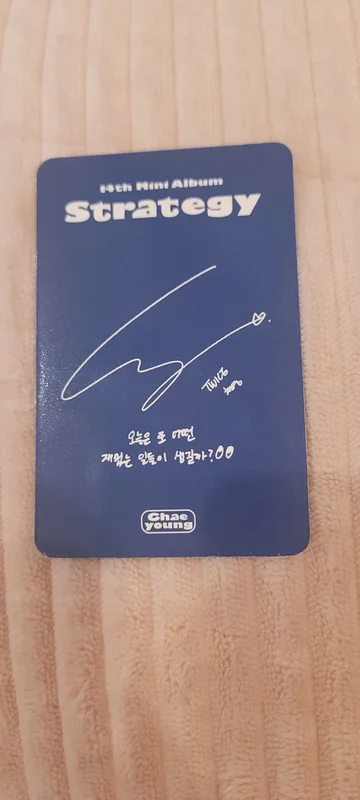 14th Mini Album
Strategy
TWICE
오늘은 또 어떤
재밌는 일들이 생길까?
Chae
young